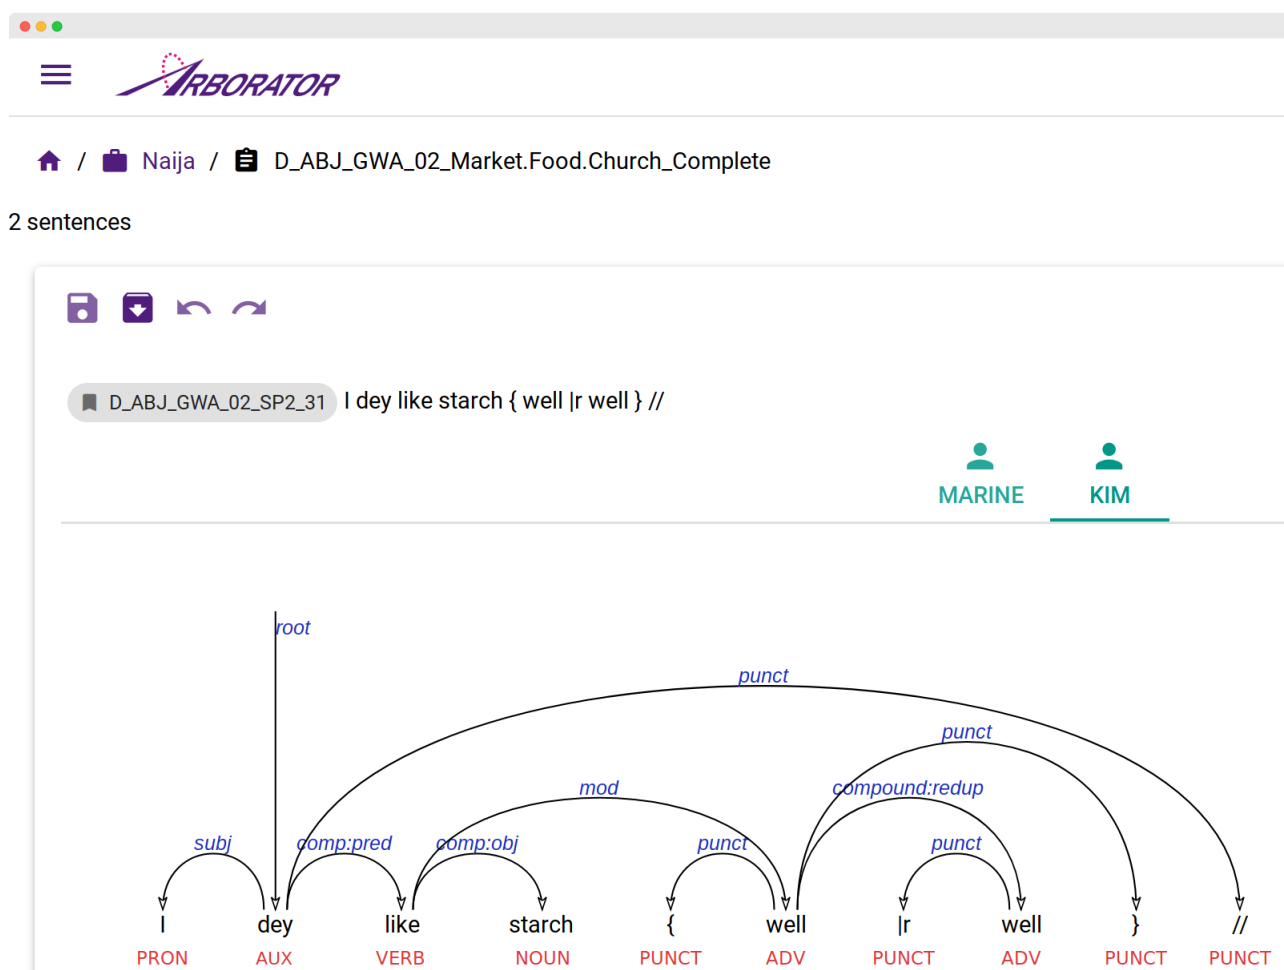 ARBORATOR
/ Naija / D_ABJ_GWA_02_Market.Food.Church_Complete
2 sentences
D_ABJ_GWA_02_SP2_31 I dey like starch { well |r well } //
MARINE KIM
root
punct
punct
mod compound:redup
subj comp:pred comp:obj punct punct
I dey like starch { well |r well } //
PRON AUX VERB NOUN PUNCT ADV PUNCT ADV PUNCT PUNCT